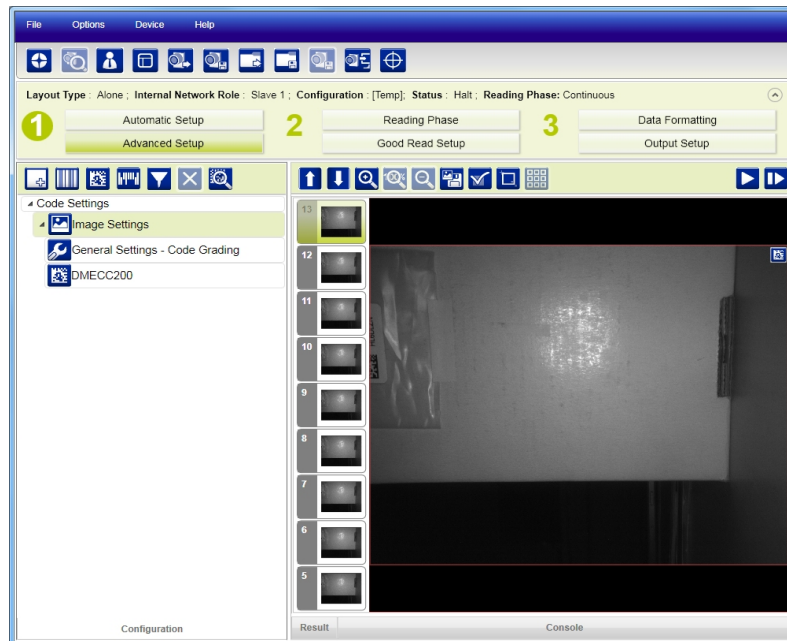 File Options Device Help
Layout Type : Alone ; Internal Network Role : Slave 1 ; Configuration : [Temp]; Status : Halt ; Reading Phase: Continuous
1 Automatic Setup 2 Reading Phase 3 Data Formatting
Advanced Setup Good Read Setup Output Setup
Code Settings
Image Settings
General Settings - Code Grading
DMECC200
13
12
11
10
9
8
7
6
5
Configuration Result Console